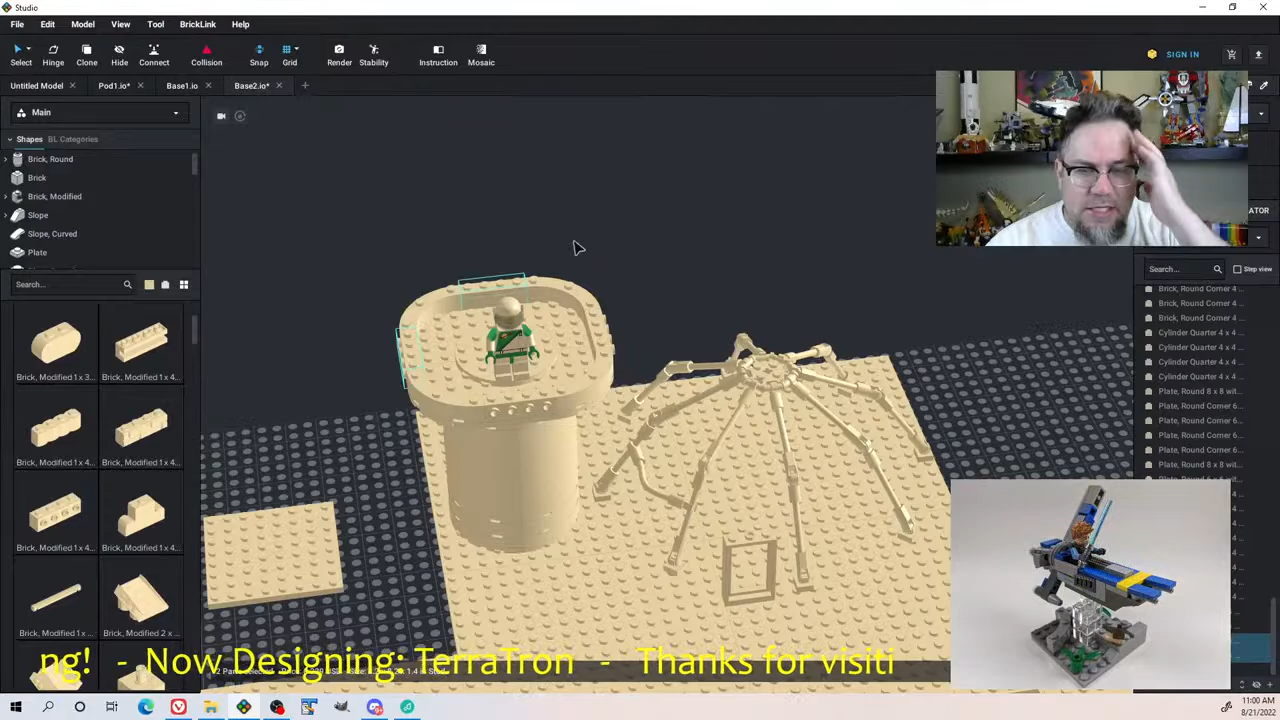 Studio
File Edit Model View Tool BrickLink Help
Select Hinge Clone Hide Connect Collision Snap Grid Render Stability Instruction Mosaic
SIGN IN
Untitled Model Pod1.io* Base1.io Base2.io*
Main
Shapes BL Categories
Brick, Round
Brick
Brick, Modified
Slope
Slope, Curved
Plate
Search...
Brick, Modified 1x 3... Brick, Modified 1x 4...
Brick, Modified 1x 4... Brick, Modified 1x 4...
Brick, Modified 1x 4... Brick, Modified 1x 4...
Brick, Modified 1x ... Brick, Modified 2 x ...
Search... Step view
Brick, Round Corner 4 ...
Brick, Round Corner 4 ...
Brick, Round Corner 4 ...
Cylinder Quarter 4 x 4 ...
Cylinder Quarter 4 x 4 ...
Cylinder Quarter 4 x 4 ...
Cylinder Quarter 4 x 4 ...
Plate, Round 8 x 8 wit...
Plate, Round Corner 6...
Plate, Round Corner 6...
Plate, Round Corner 6...
Plate, Round Corner 6...
Plate, Round 8 x 8 wit...
ng! - Now Designing: TerraTron - Thanks for visiti
11:00 AM
8/21/2022